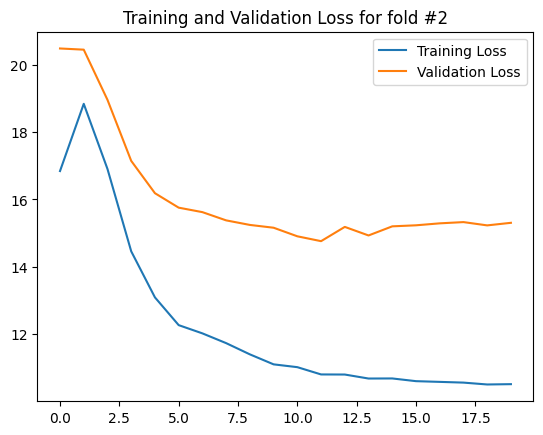 Training and Validation Loss for fold #2
Training Loss
Validation Loss
20
18
16
14
12
0.0 2.5 5.0 7.5 10.0 12.5 15.0 17.5